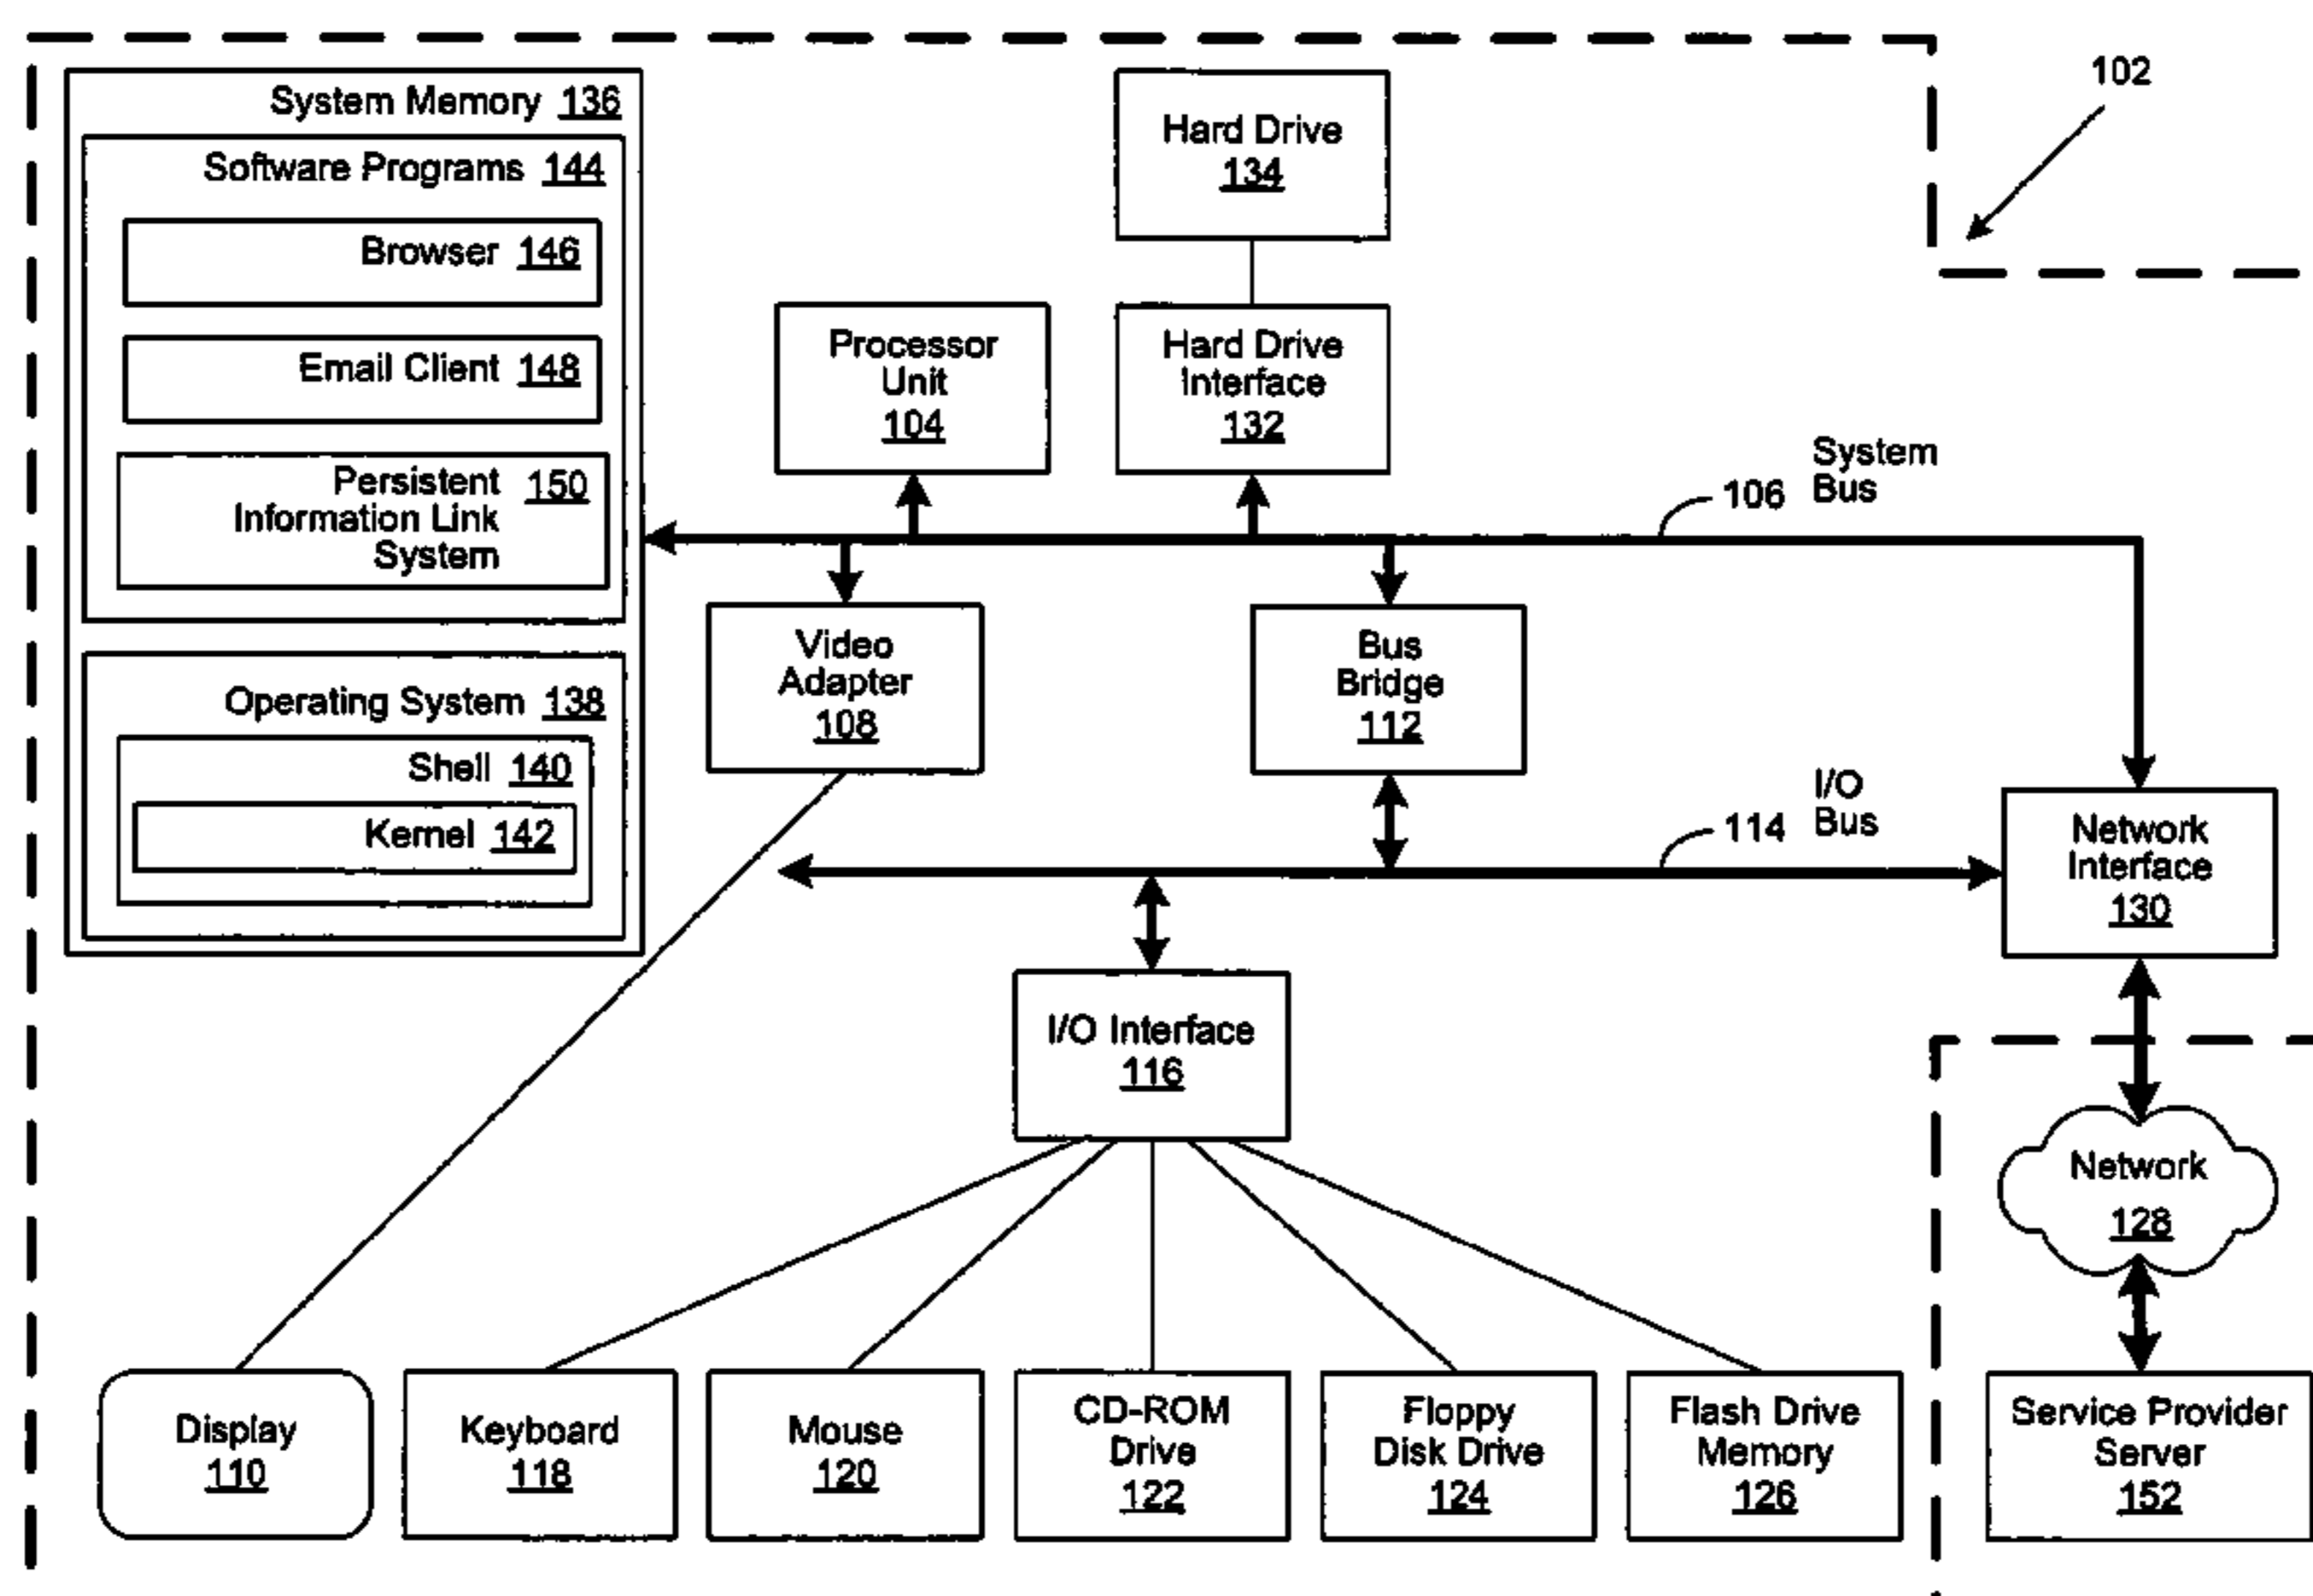 102
System Memory 136
Software Programs 144
Browser 146
Email Client 148
Persistent 150
Information Link
System
Operating System 138
Shell 140
Kernel 142
Hard Drive
134
Processor
Unit
104
Hard Drive
Interface
132
System
106 Bus
Video
Adapter
108
Bus
Bridge
112
I/O
114 Bus
Network
Interface
130
I/O Interface
116
Network
128
Display
110
Keyboard
118
Mouse
120
CD-ROM
Drive
122
Floppy
Disk Drive
124
Flash Drive
Memory
126
Service Provider
Server
152